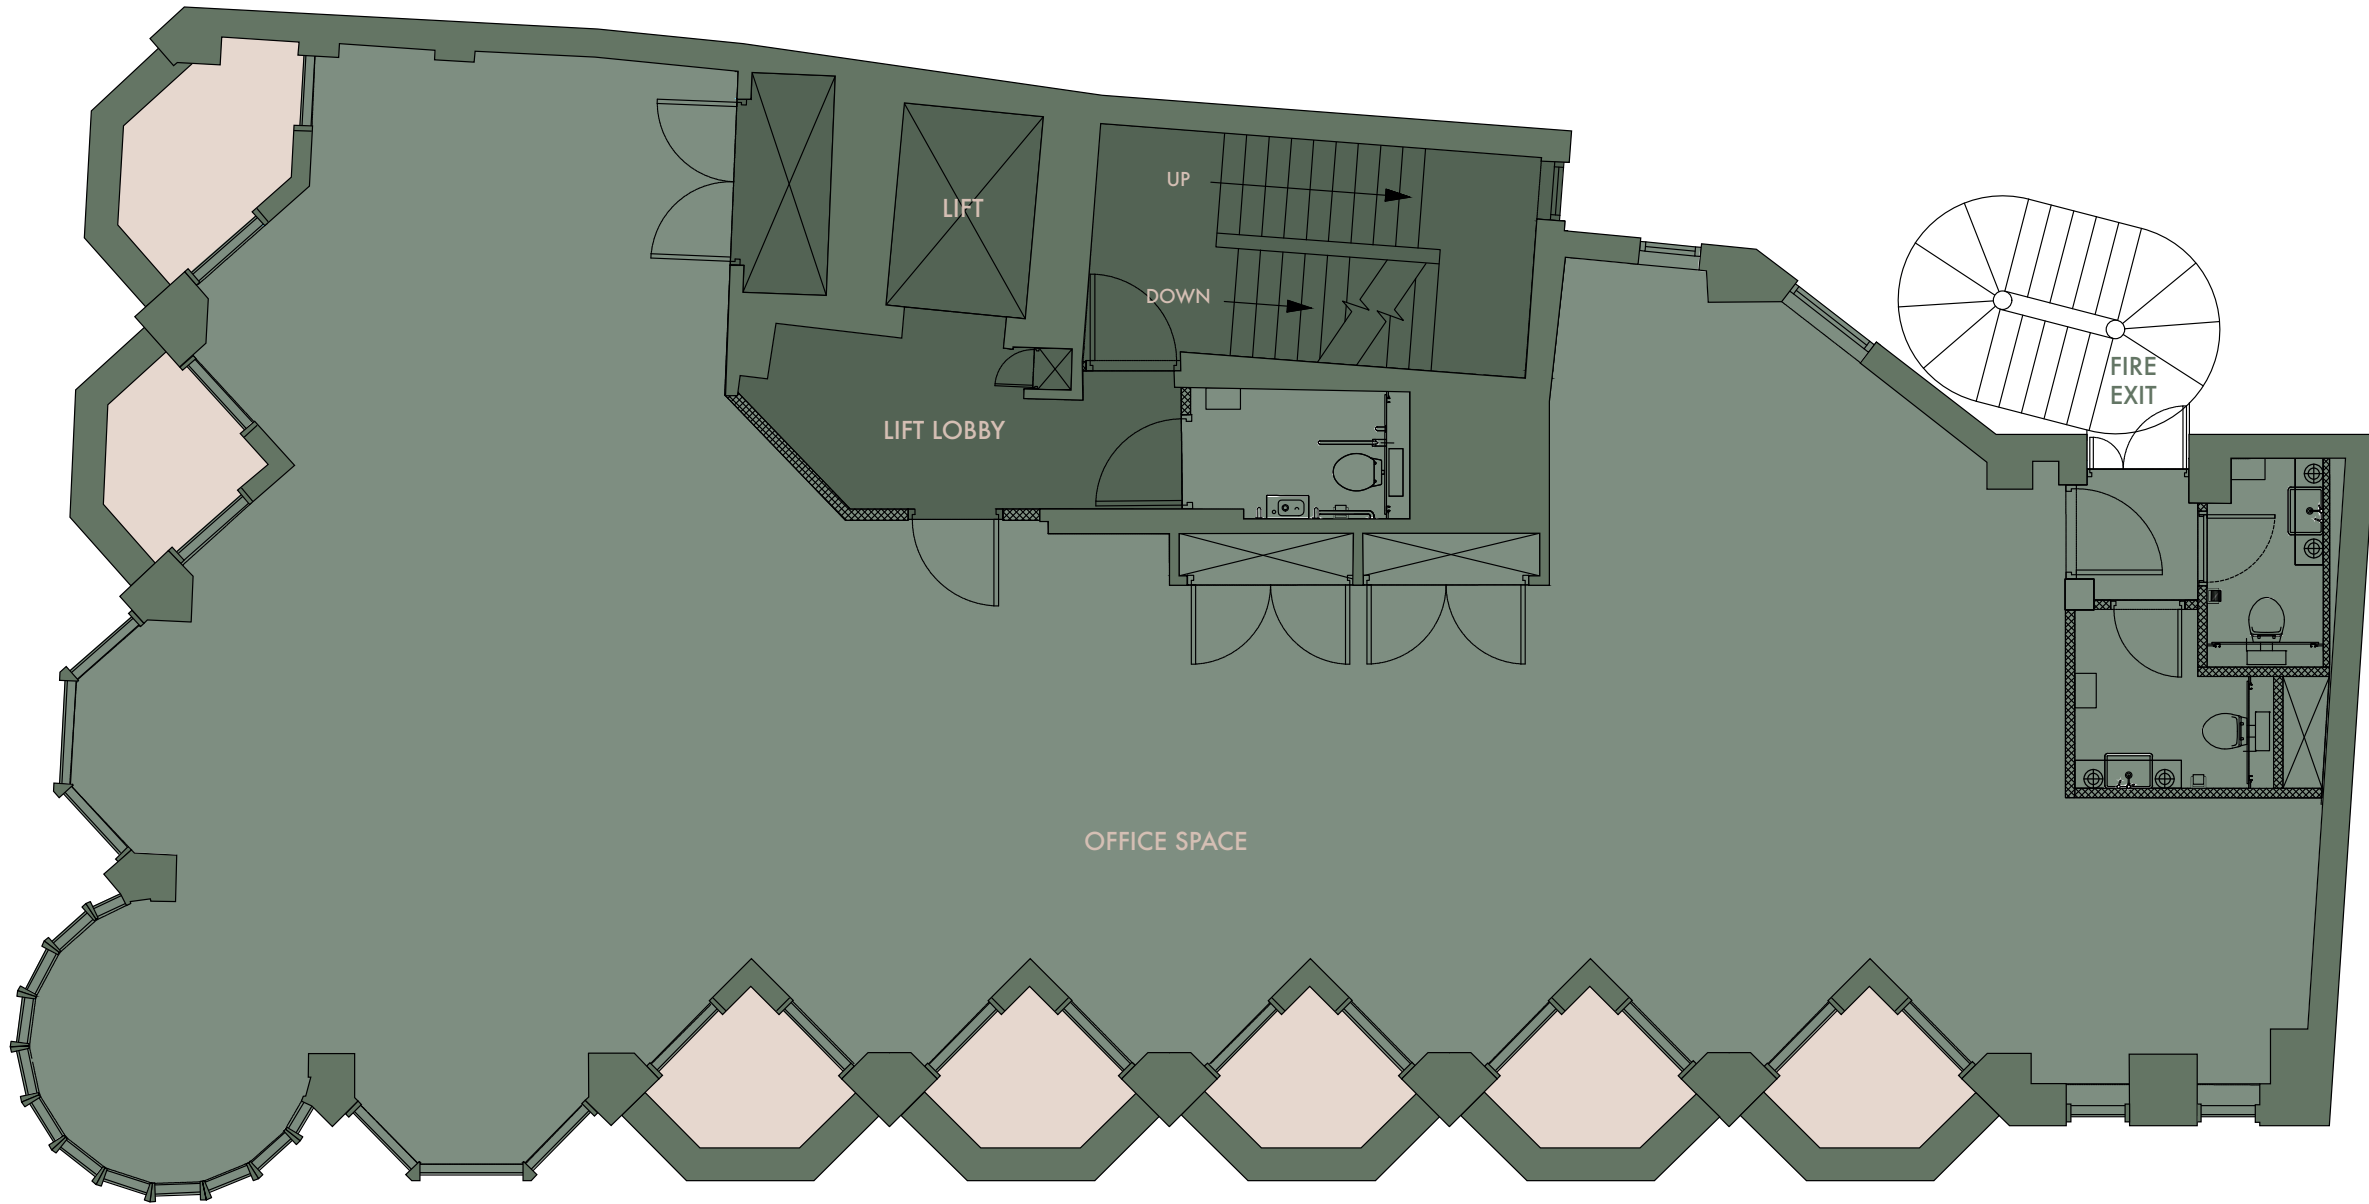 UP
LIFT
DOWN
FIRE
EXIT
LIFT LOBBY
OFFICE SPACE